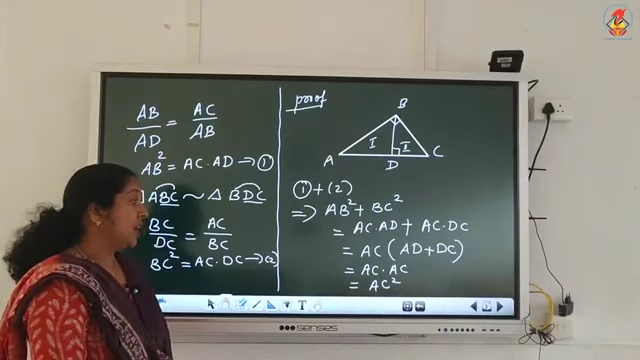 AB/AD = AC/AB
AB² = AC·AD → ①
ABC ~ △ BDC
BC/DC = AC/BC
BC² = AC·DC → (2)
proof
B
I
I
A
D
C
① + (2)
⇒ AB² + BC²
= AC·AD + AC·DC
= AC (AD + DC)
= AC·AC
= AC²
senses